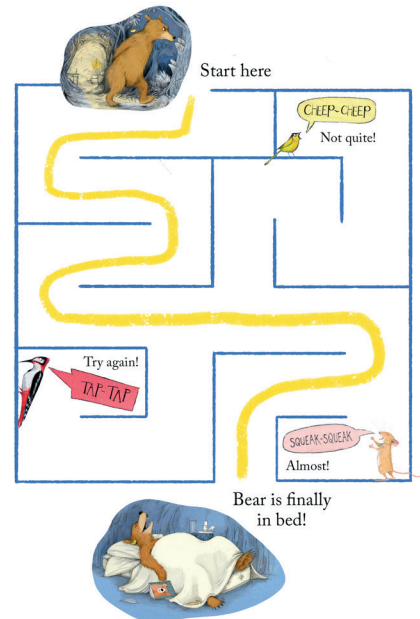 Start here
CHEEP-CHEEP
Not quite!
Try again!
TAP-TAP
SQUEAK-SQUEAK
Almost!
Bear is finally
in bed!